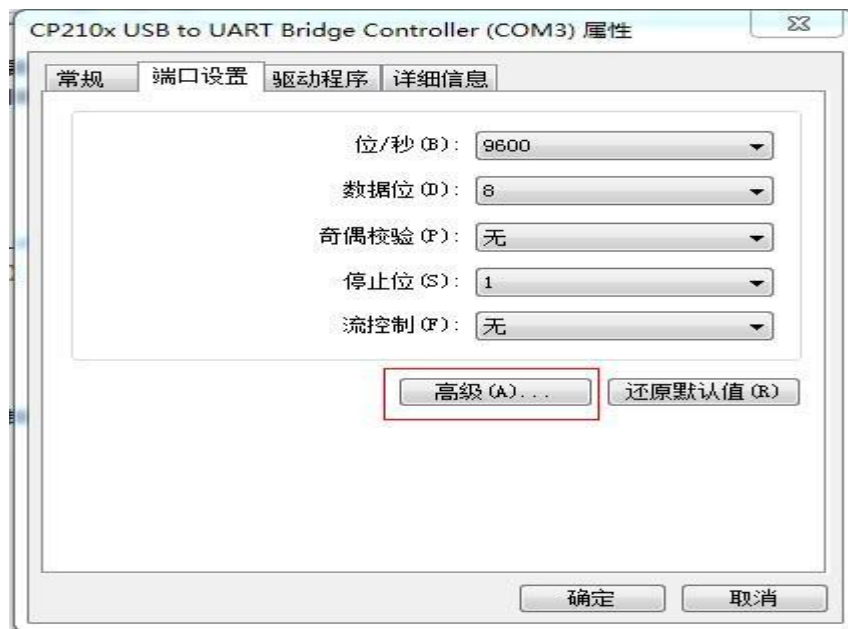 CP210x USB to UART Bridge Controller (COM3) 属性
常规 端口设置 驱动程序 详细信息
位/秒(B): 9600
数据位(D): 8
奇偶校验(P): 无
停止位(S): 1
流控制(F): 无
高级(A)... 还原默认值(R)
确定 取消